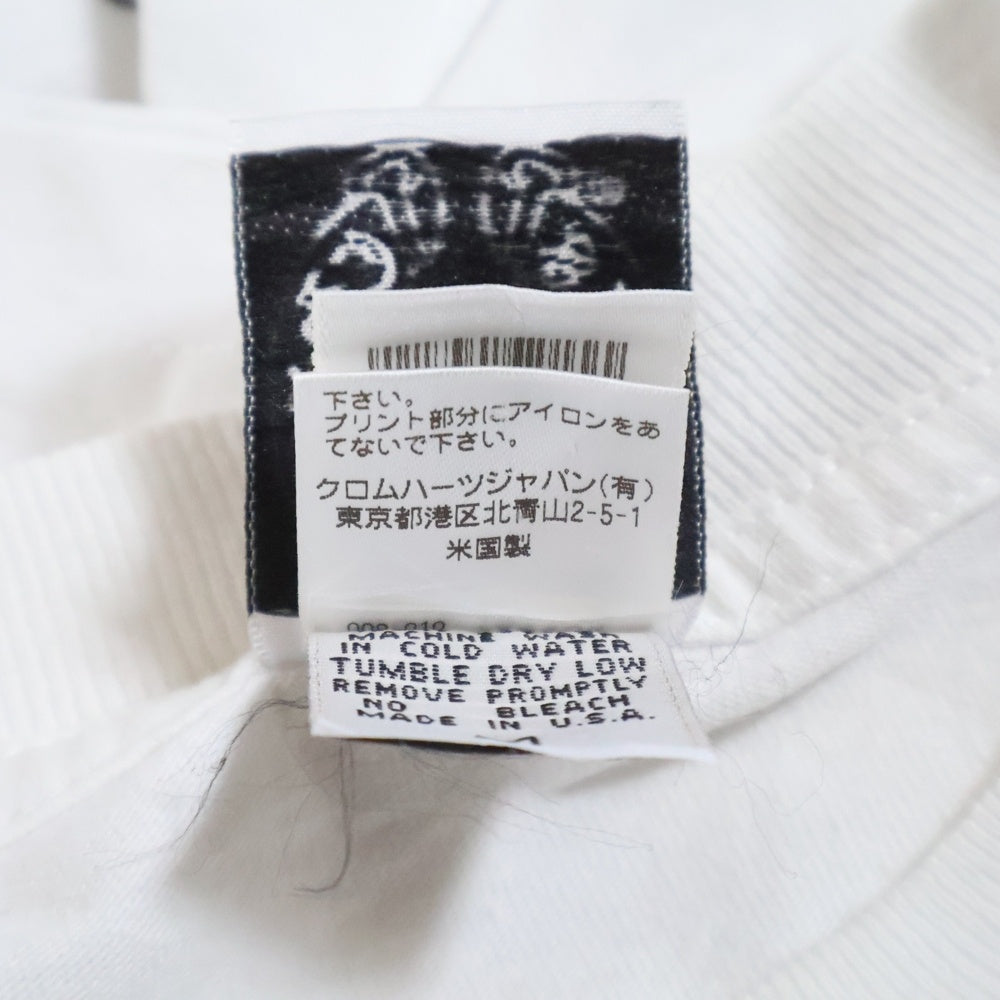 下さい。
プリント部分にアイロンをあ
てないで下さい。
クロムハーツジャパン(有)
東京都港区北青山2-5-1
米国製
MACHINE WASH
IN COLD WATER
TUMBLE DRY LOW
REMOVE PROMPTLY
NO BLEACH
MADE IN U.S.A.